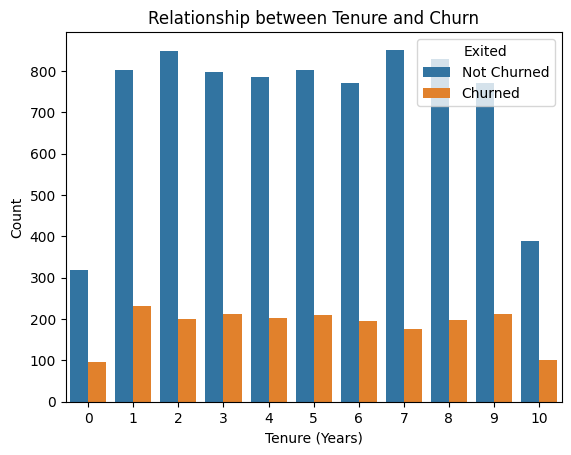 Relationship between Tenure and Churn
Exited
Not Churned
Churned
Count
800
700
600
500
400
300
200
100
0
0 1 2 3 4 5 6 7 8 9 10
Tenure (Years)